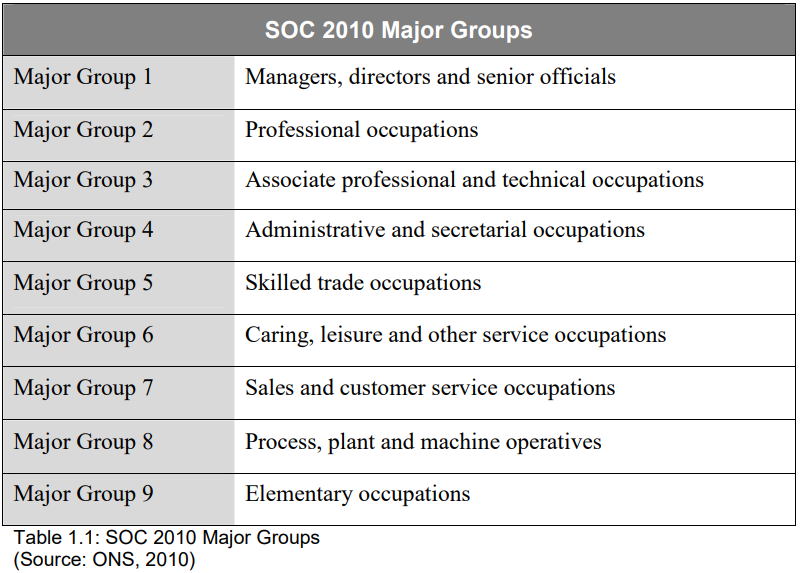 SOC 2010 Major Groups
Major Group 1 Managers, directors and senior officials
Major Group 2 Professional occupations
Major Group 3 Associate professional and technical occupations
Major Group 4 Administrative and secretarial occupations
Major Group 5 Skilled trade occupations
Major Group 6 Caring, leisure and other service occupations
Major Group 7 Sales and customer service occupations
Major Group 8 Process, plant and machine operatives
Major Group 9 Elementary occupations
Table 1.1: SOC 2010 Major Groups
(Source: ONS, 2010)